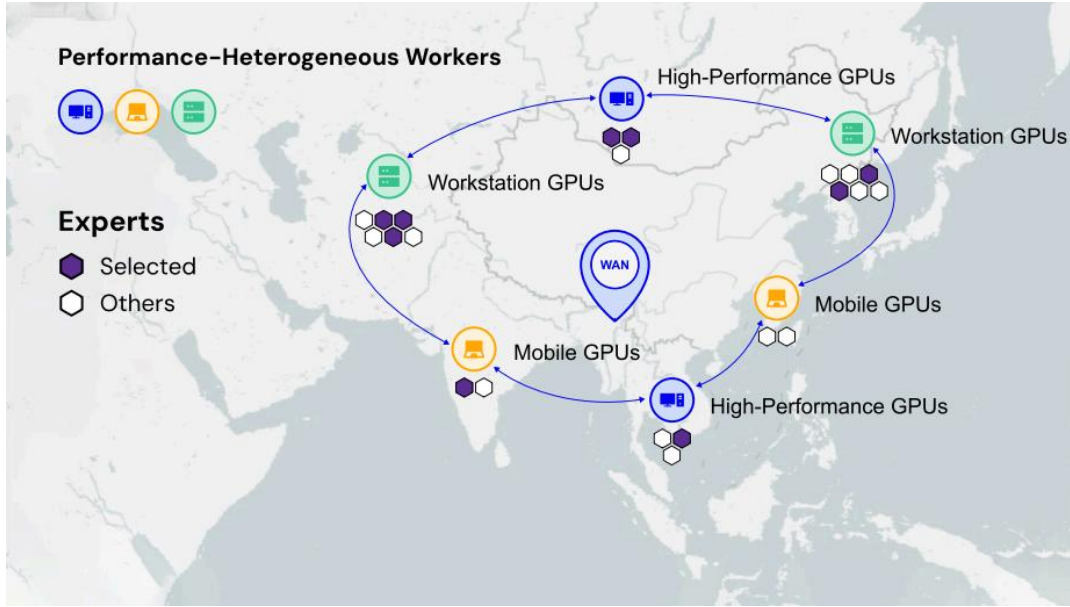 Performance-Heterogeneous Workers
High-Performance GPUs
Workstation GPUs
Workstation GPUs
Experts
Selected
WAN
Others
Mobile GPUs
Mobile GPUs
High-Performance GPUs